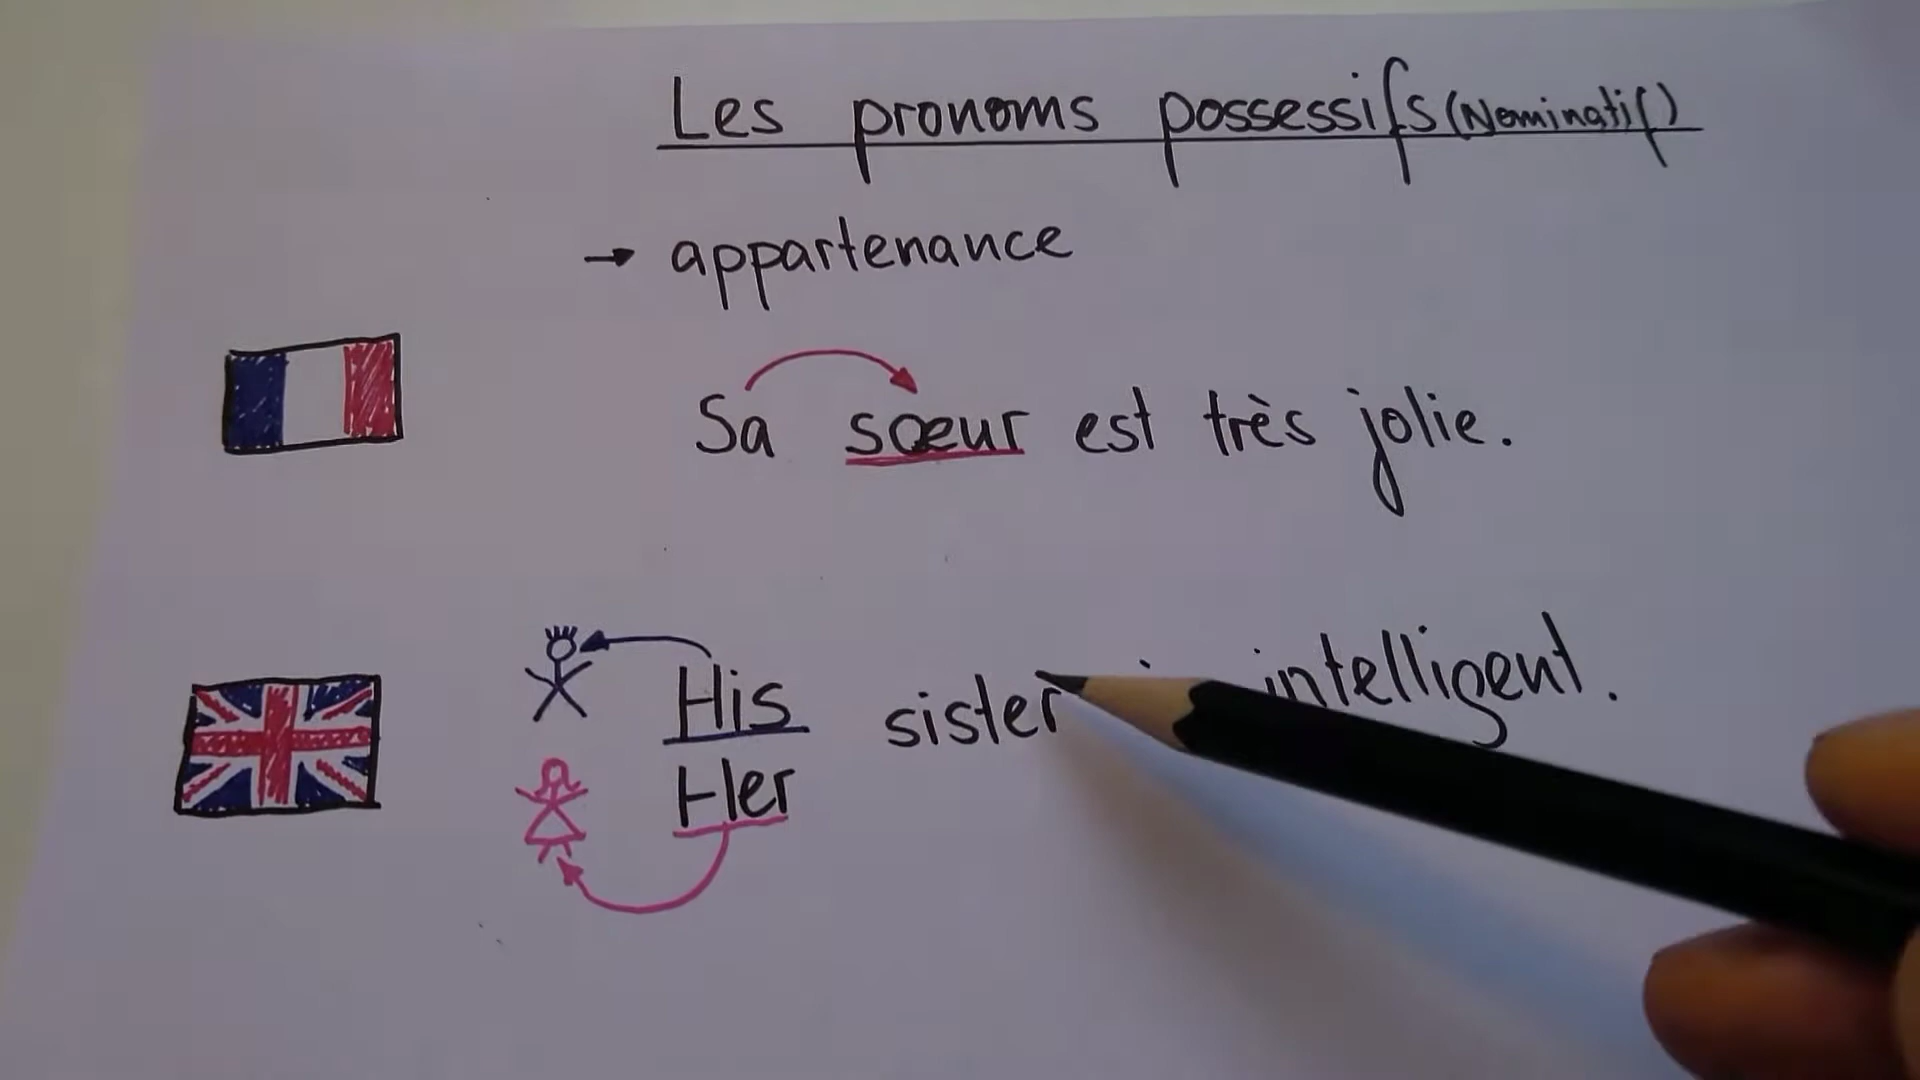 Les pronoms possessifs (Nominatif)
→ appartenance
Sa sœur est très jolie.
His sister intelligent.
Her